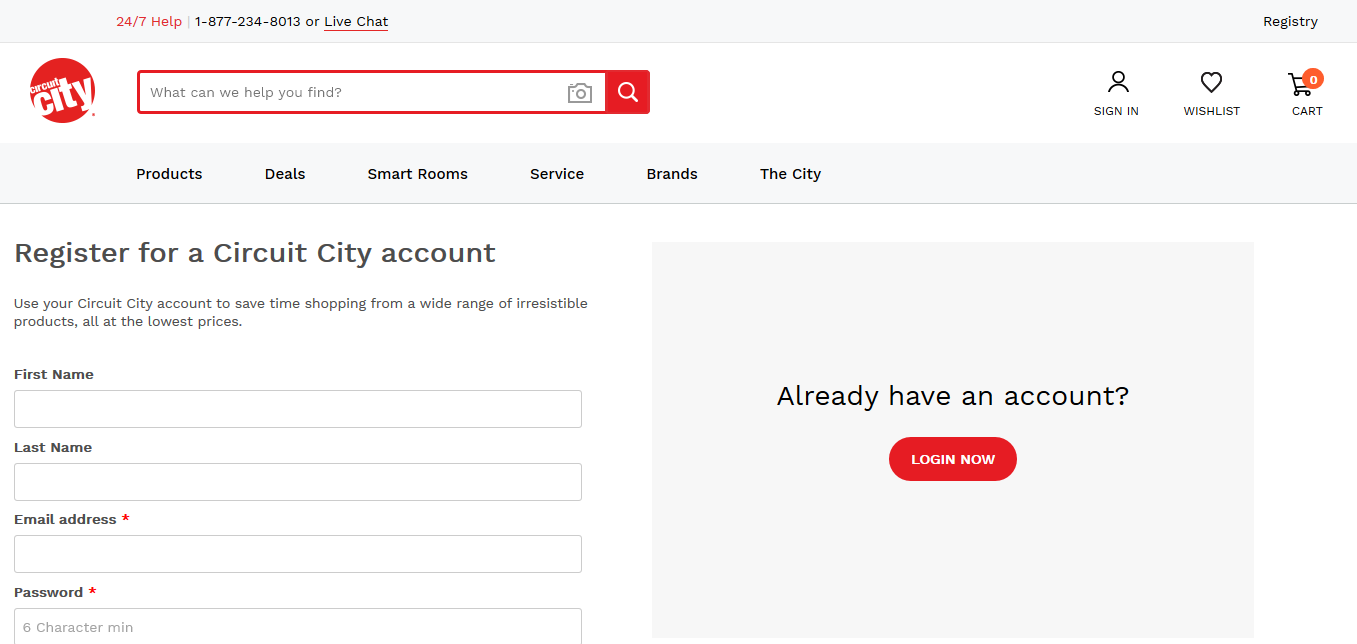 24/7 Help | 1-877-234-8013 or Live Chat
Registry
circuit
city
What can we help you find?
SIGN IN
WISHLIST
0
CART
Products
Deals
Smart Rooms
Service
Brands
The City
Register for a Circuit City account
Use your Circuit City account to save time shopping from a wide range of irresistible
products, all at the lowest prices.
First Name
Last Name
Email address *
Password *
6 Character min
Already have an account?
LOGIN NOW